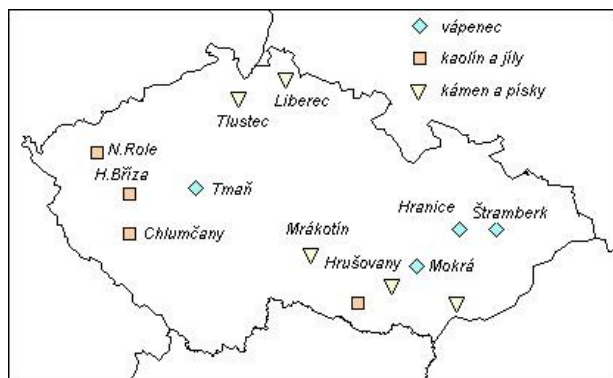 vápenec
kaolín a jíly
kámen a písky
Liberec
Tlustec
N.Role
H.Bříza
Tmaň
Chlumčany
Hranice
Štramberk
Mrákotín
Hrušovany
Mokrá